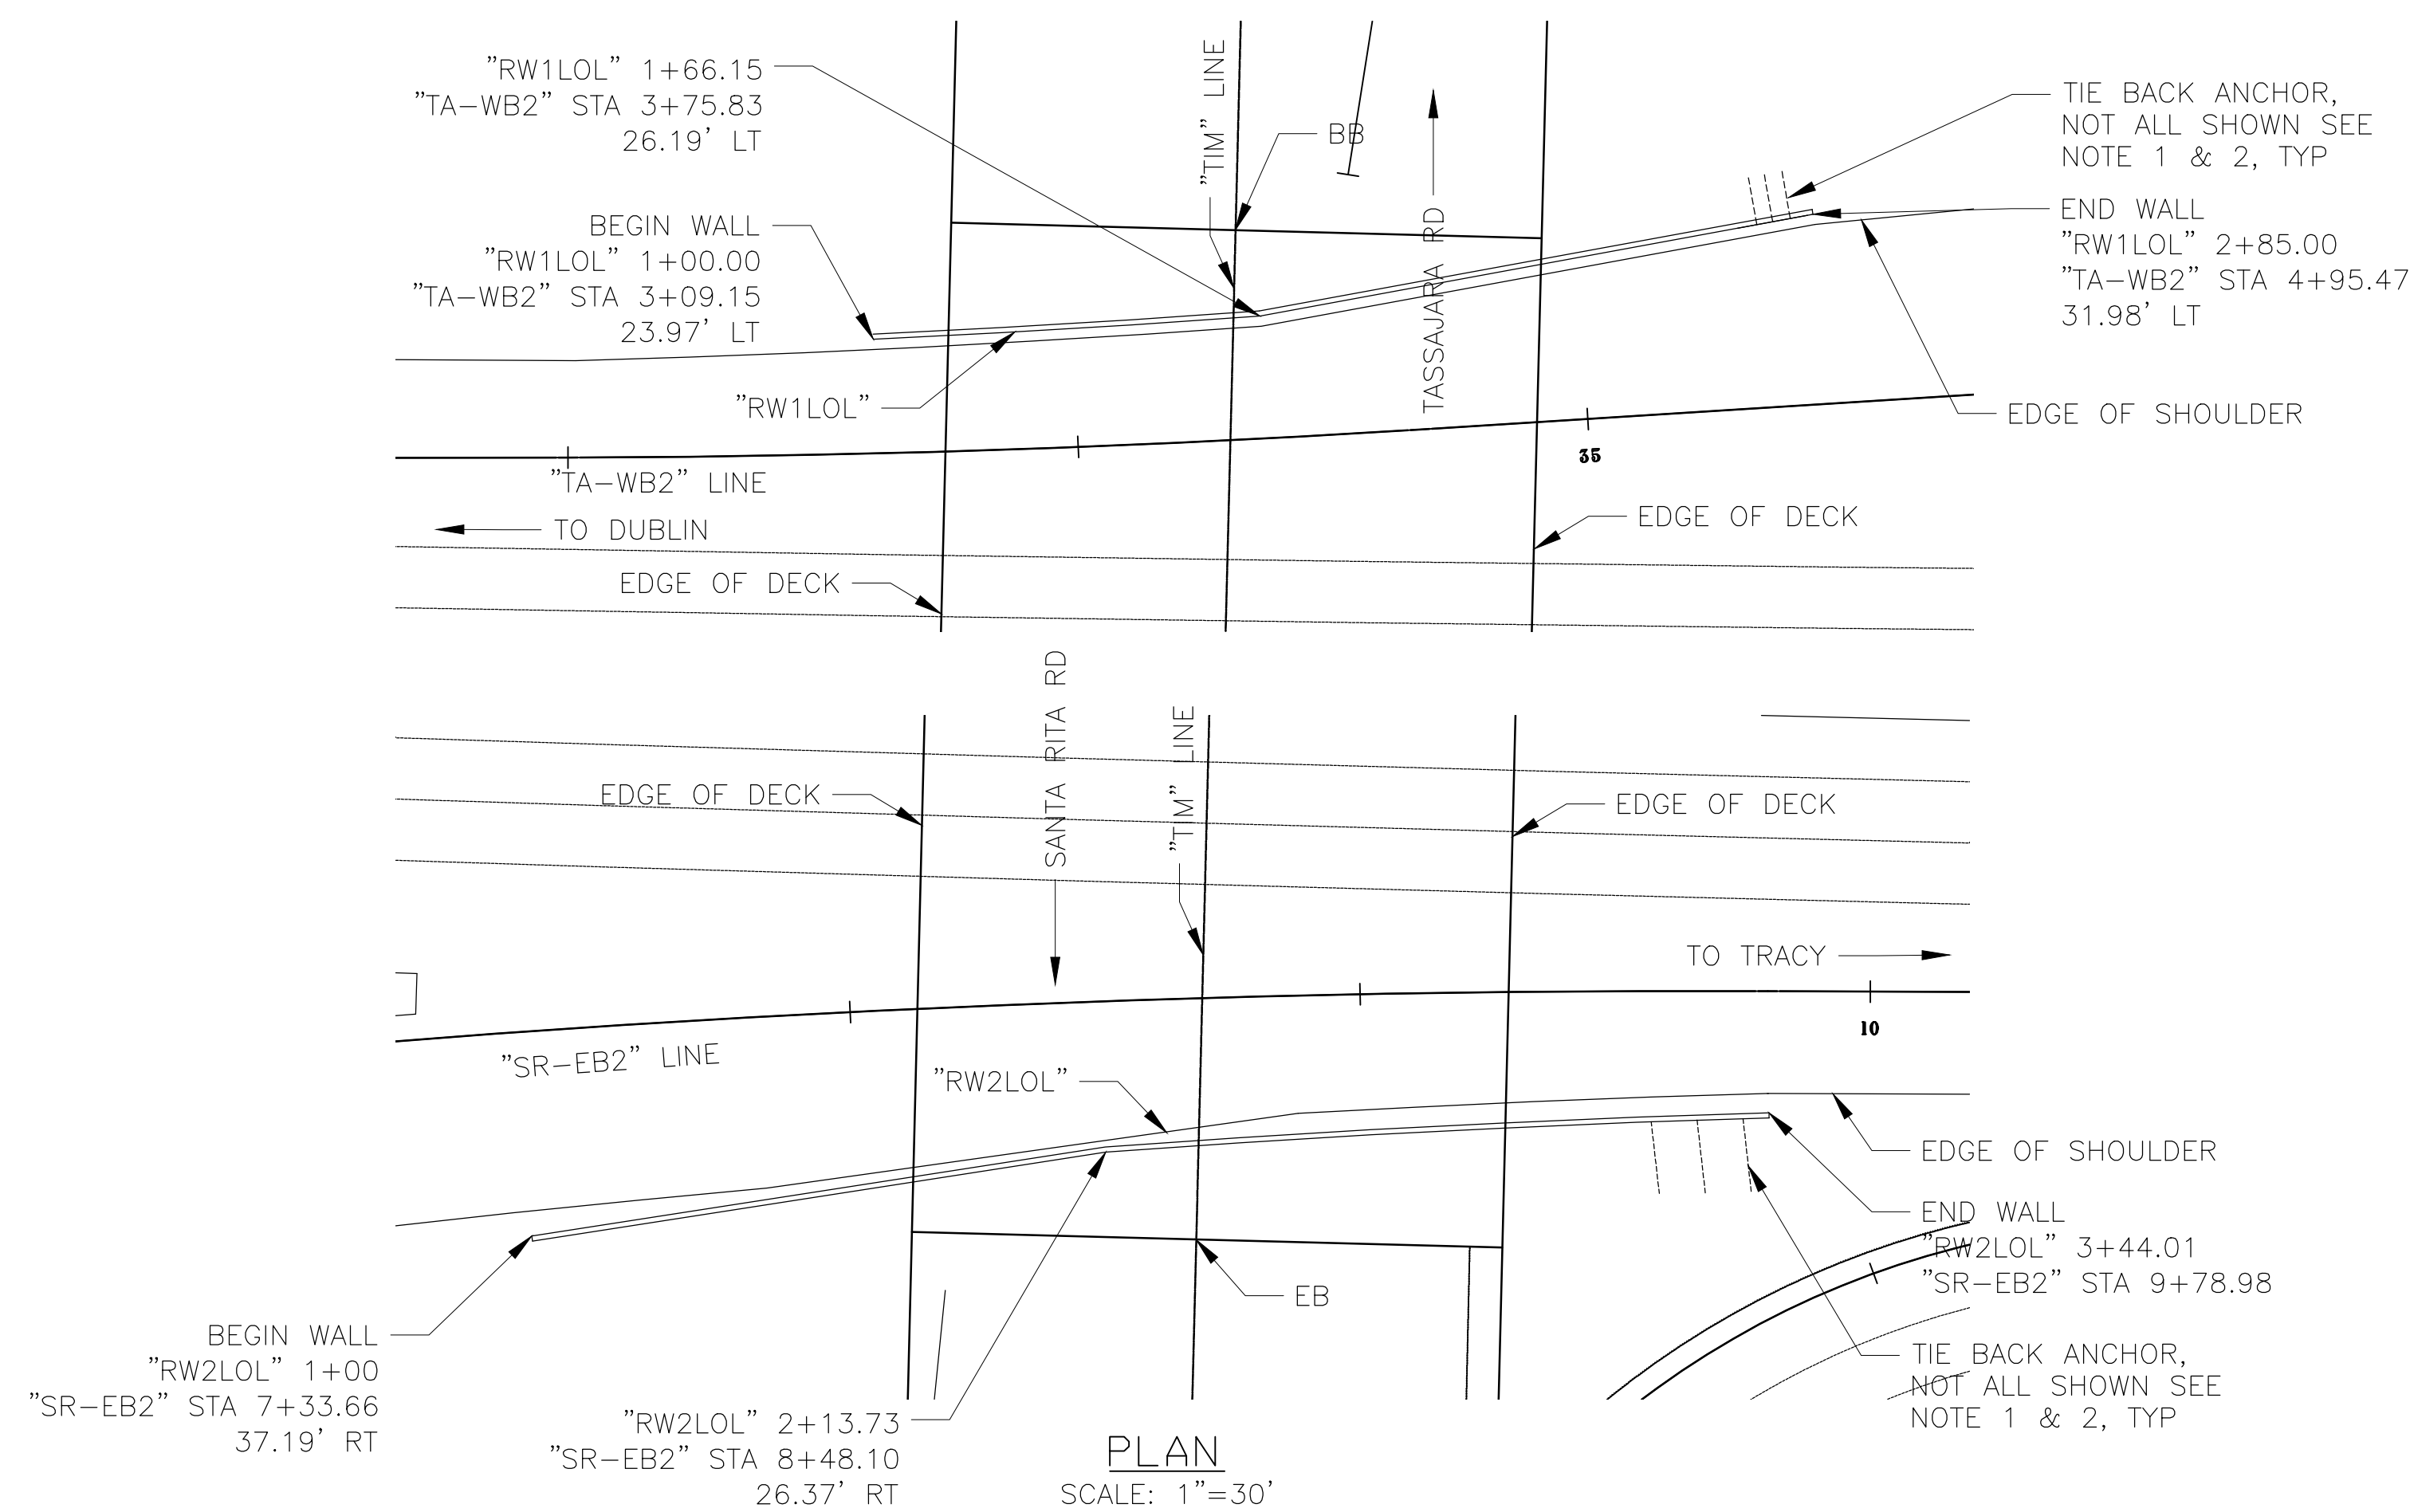 "RW1LOL" 1+66.15
"TA-WB2" STA 3+75.83
26.19' LT
"TIM" LINE
BB
TIE BACK ANCHOR,
NOT ALL SHOWN SEE
NOTE 1 & 2, TYP
BEGIN WALL
"RW1LOL" 1+00.00
"TA-WB2" STA 3+09.15
23.97' LT
TASSAJARA RD
END WALL
"RW1LOL" 2+85.00
"TA-WB2" STA 4+95.47
31.98' LT
"RW1LOL"
EDGE OF SHOULDER
35
"TA-WB2" LINE
TO DUBLIN
EDGE OF DECK
EDGE OF DECK
SANTA RITA RD
"TIM" LINE
EDGE OF DECK
EDGE OF DECK
TO TRACY
10
"SR-EB2" LINE
"RW2LOL"
EDGE OF SHOULDER
END WALL
"RW2LOL" 3+44.01
"SR-EB2" STA 9+78.98
EB
BEGIN WALL
"RW2LOL" 1+00
"SR-EB2" STA 7+33.66
37.19' RT
TIE BACK ANCHOR,
NOT ALL SHOWN SEE
NOTE 1 & 2, TYP
"RW2LOL" 2+13.73
"SR-EB2" STA 8+48.10
26.37' RT
PLAN
SCALE: 1"=30'